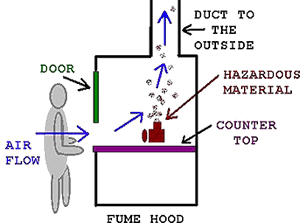 DUCT TO
THE
OUTSIDE
DOOR
HAZARDOUS
MATERIAL
AIR
FLOW
COUNTER
TOP
FUME HOOD